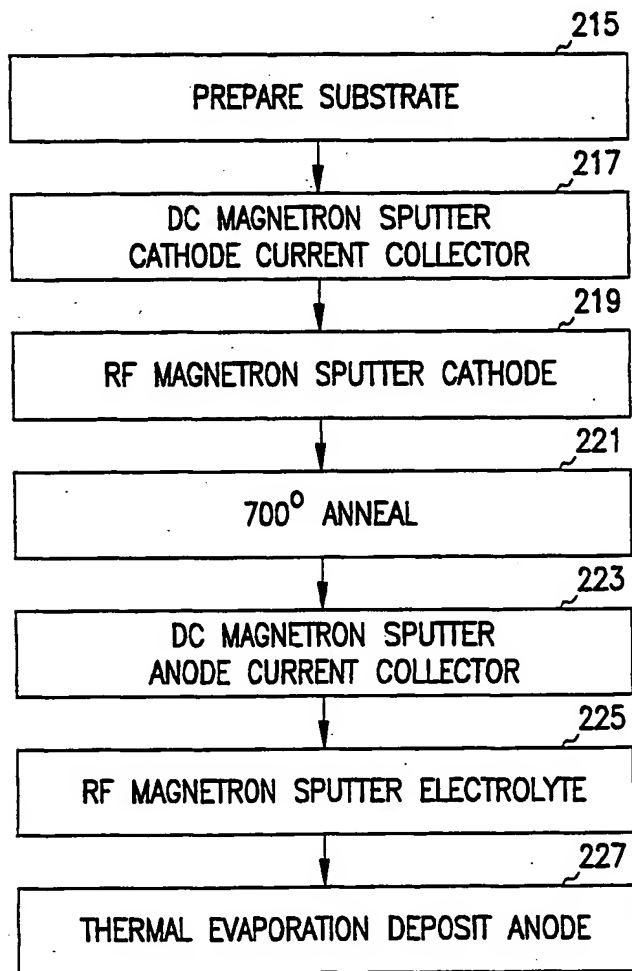 215
PREPARE SUBSTRATE
217
DC MAGNETRON SPUTTER
CATHODE CURRENT COLLECTOR
219
RF MAGNETRON SPUTTER CATHODE
221
700° ANNEAL
223
DC MAGNETRON SPUTTER
ANODE CURRENT COLLECTOR
225
RF MAGNETRON SPUTTER ELECTROLYTE
227
THERMAL EVAPORATION DEPOSIT ANODE